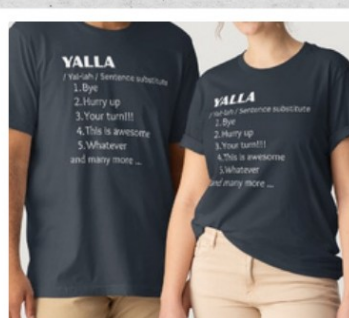 YALLA
/ Yal-lah / Sentence substitute
1.Bye
2.Hurry up
3.Your turn!!!
4.This is awesome
5.Whatever
and many more ...
YALLA
/ Yal-lah / Sentence substitute
1.Bye
2.Hurry up
3.Your turn!!!
4.This is awesome
5.Whatever
and many more ...